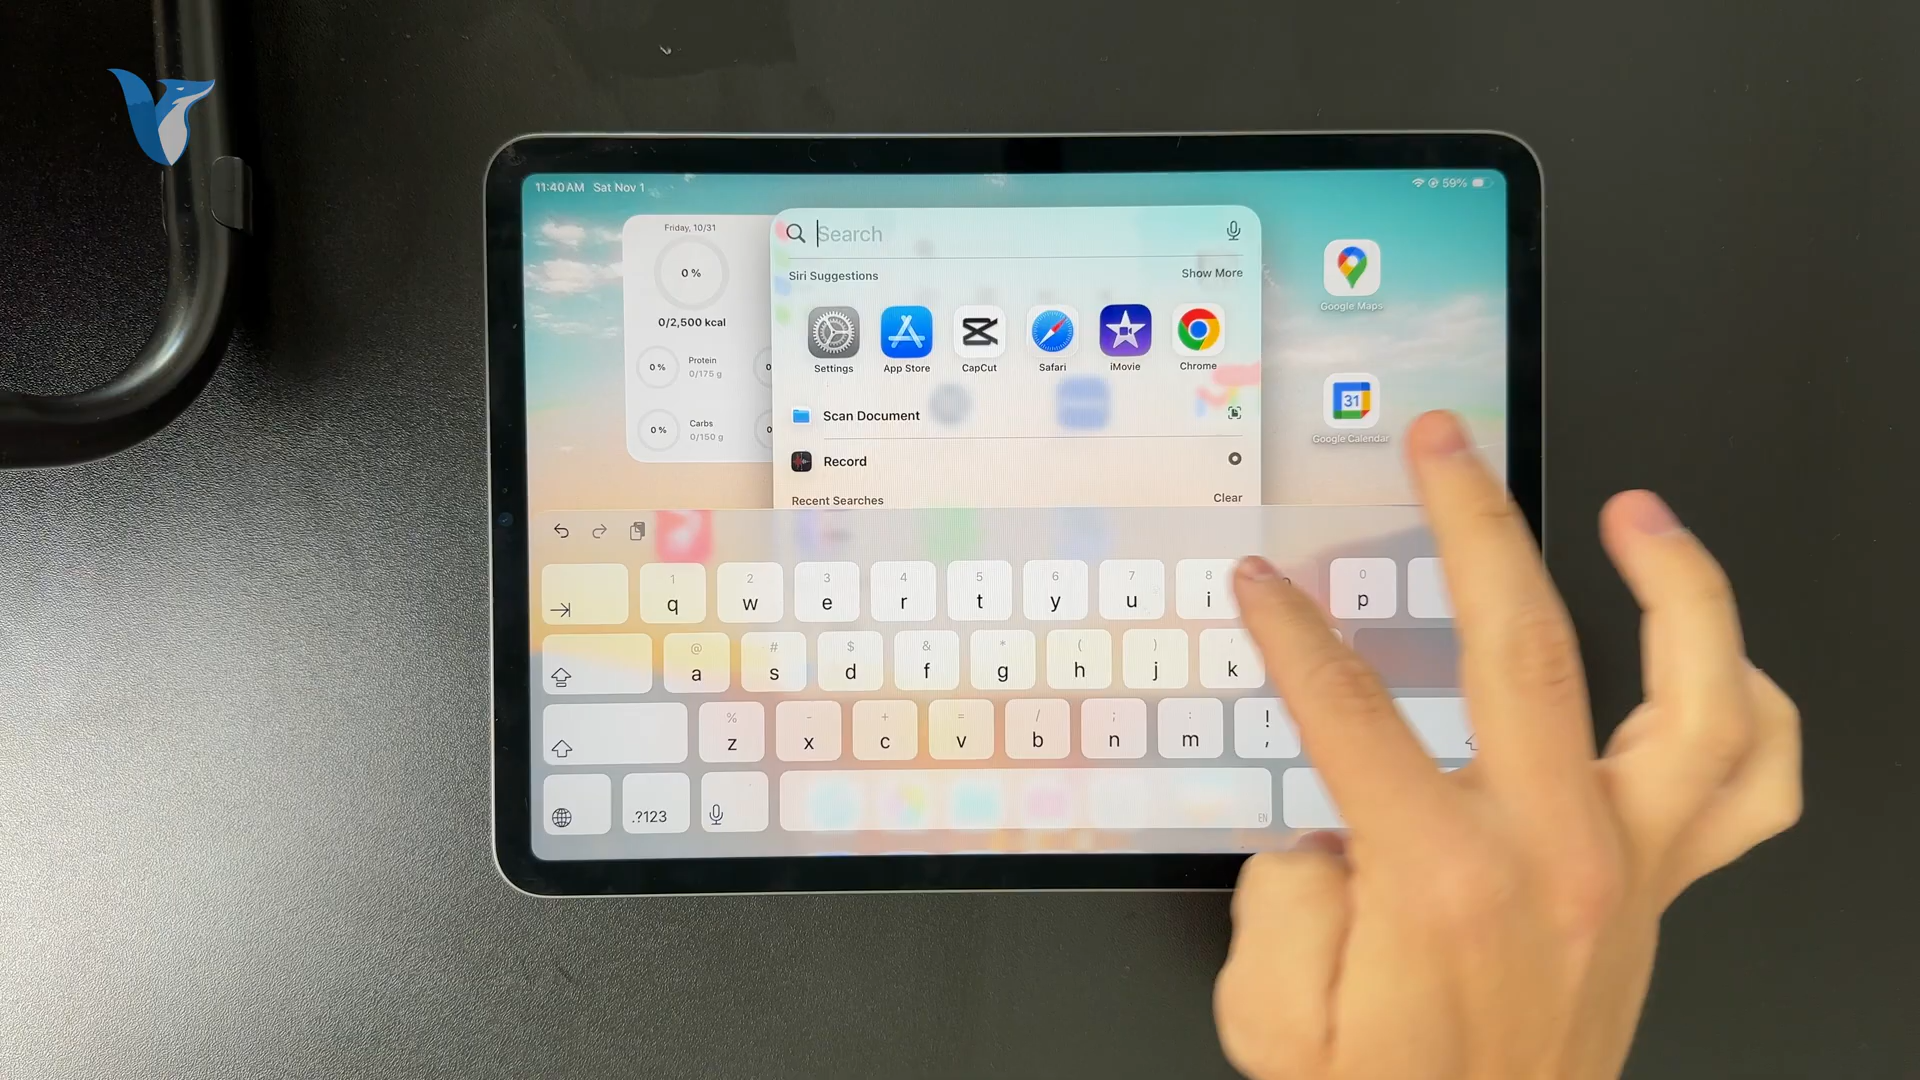 11:40 AM Sat Nov 1
59%
Friday, 10/31
0 %
0/2,500 kcal
0 %
Protein
0/175 g
0
0 %
Carbs
0/150 g
0
Search
Siri Suggestions
Show More
Settings
App Store
CapCut
Safari
iMovie
Chrome
Scan Document
Record
Recent Searches
Clear
Google Maps
31
Google Calendar
1 2 3 4 5 6 7 8 0
q w e r t y u i p
@ # $ & * ( ) '
a s d f g h j k
% - + = / ; : !
z x c v b n m ,
.?123
EN